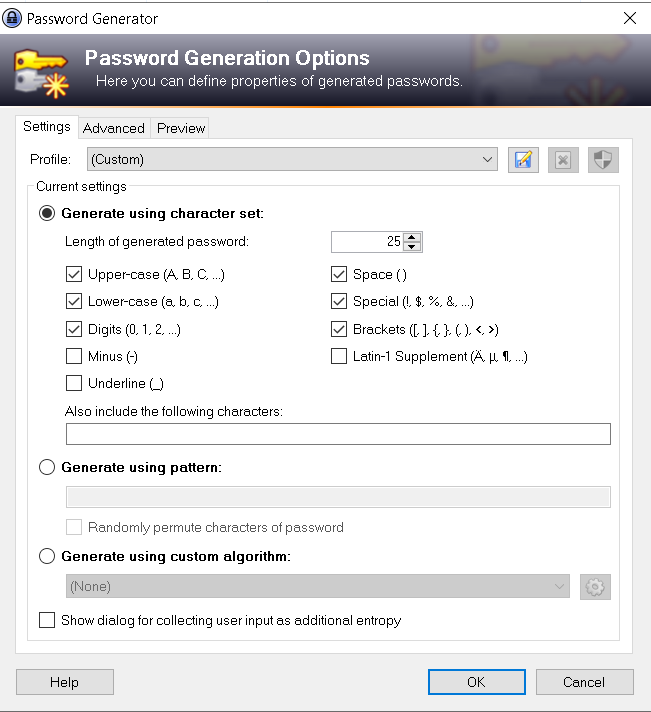 Password Generator
Password Generation Options
Here you can define properties of generated passwords.
Settings Advanced Preview
Profile: (Custom)
Current settings
Generate using character set:
Length of generated password: 25
Upper-case (A, B, C, ...) Space ( )
Lower-case (a, b, c, ...) Special (!, $, %, &, ...)
Digits (0, 1, 2, ...) Brackets ([, ], {, }, (, ), <, >)
Minus (-) Latin-1 Supplement (Ä, µ, ¶, ...)
Underline (_)
Also include the following characters:
Generate using pattern:
Randomly permute characters of password
Generate using custom algorithm:
(None)
Show dialog for collecting user input as additional entropy
Help OK Cancel